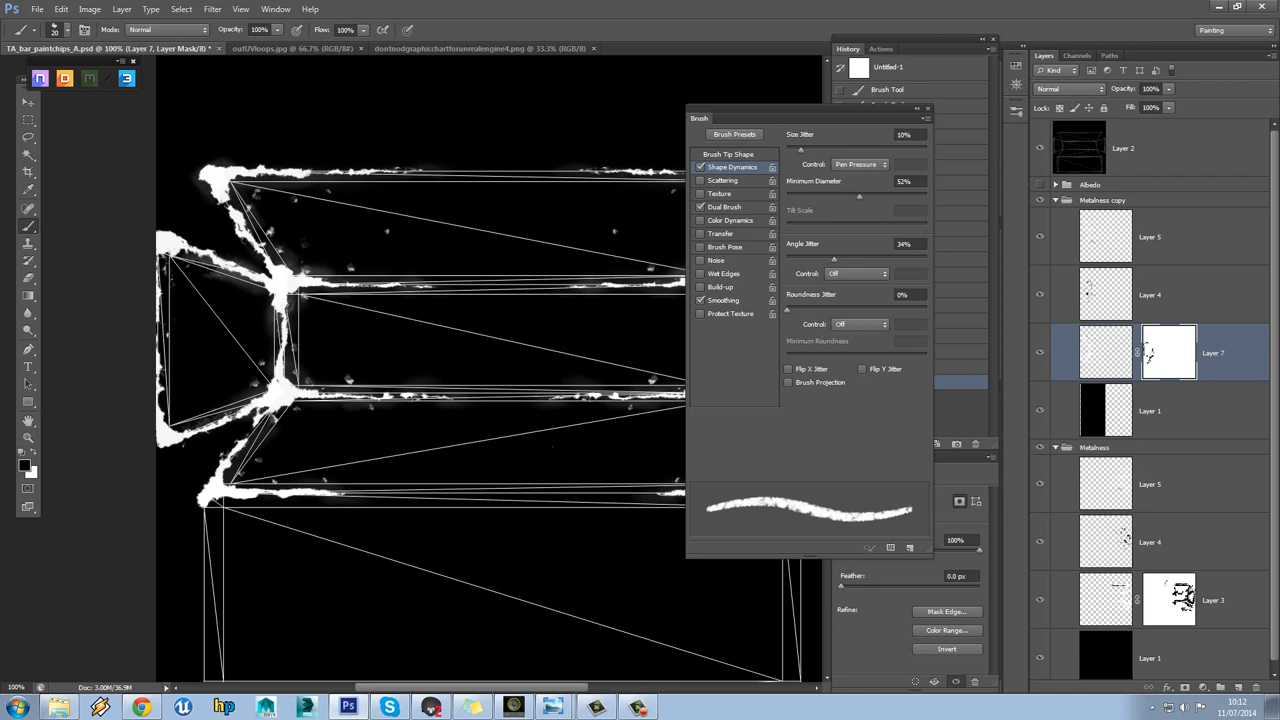 Ps File Edit Image Layer Type Select Filter View Window Help
20 Mode: Normal Opacity: 100% Flow: 100% Painting
TA_bar_paintchips_A.psd @ 100% (Layer 7, Layer Mask/8) * × outUVloops.jpg @ 66.7% (RGB/8#) × dontnodgraphicchartforunrealengine4.png @ 33.3% (RGB/8) ×
History Actions
Untitled-1
Brush Tool
Brush
Brush Presets
Brush Tip Shape
Shape Dynamics
Scattering
Texture
Dual Brush
Color Dynamics
Transfer
Brush Pose
Noise
Wet Edges
Build-up
Smoothing
Protect Texture
Size Jitter 10%
Control: Pen Pressure
Minimum Diameter 52%
Tilt Scale
Angle Jitter 34%
Control: Off
Roundness Jitter 0%
Control: Off
Minimum Roundness
Flip X Jitter Flip Y Jitter
Brush Projection
100%
Feather: 0.0 px
Refine: Mask Edge...
Color Range...
Invert
Layers Channels Paths
Kind
Normal Opacity: 100%
Lock: Fill: 100%
Layer 2
Albedo
Metalness copy
Layer 5
Layer 4
Layer 7
Layer 1
Metalness
Layer 5
Layer 4
Layer 3
Layer 1
100% Doc: 3.00M/36.9M
10:12
11/07/2014